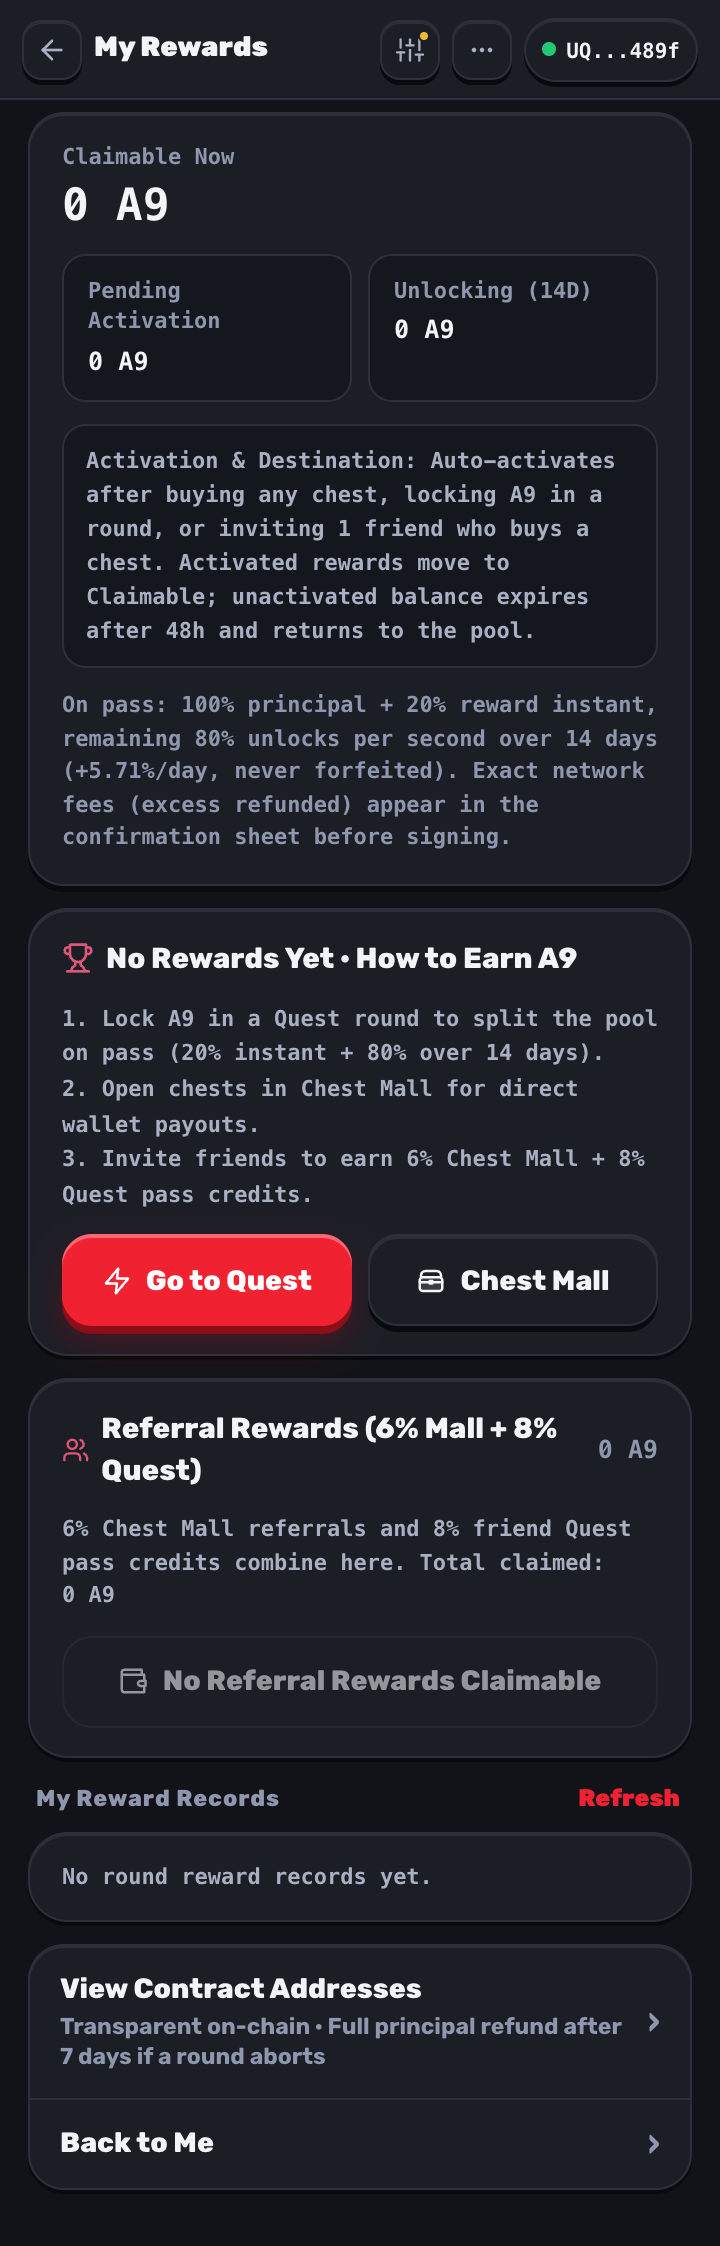 My Rewards
UQ...489f
Claimable Now
0 A9
Pending
Activation
0 A9
Unlocking (14D)
0 A9
Activation & Destination: Auto–activates
after buying any chest, locking A9 in a
round, or inviting 1 friend who buys a
chest. Activated rewards move to
Claimable; unactivated balance expires
after 48h and returns to the pool.
On pass: 100% principal + 20% reward instant,
remaining 80% unlocks per second over 14 days
(+5.71%/day, never forfeited). Exact network
fees (excess refunded) appear in the
confirmation sheet before signing.
No Rewards Yet · How to Earn A9
1. Lock A9 in a Quest round to split the pool
on pass (20% instant + 80% over 14 days).
2. Open chests in Chest Mall for direct
wallet payouts.
3. Invite friends to earn 6% Chest Mall + 8%
Quest pass credits.
Go to Quest
Chest Mall
Referral Rewards (6% Mall + 8%
Quest)
0 A9
6% Chest Mall referrals and 8% friend Quest
pass credits combine here. Total claimed:
0 A9
No Referral Rewards Claimable
My Reward Records
Refresh
No round reward records yet.
View Contract Addresses
Transparent on-chain · Full principal refund after
7 days if a round aborts
Back to Me